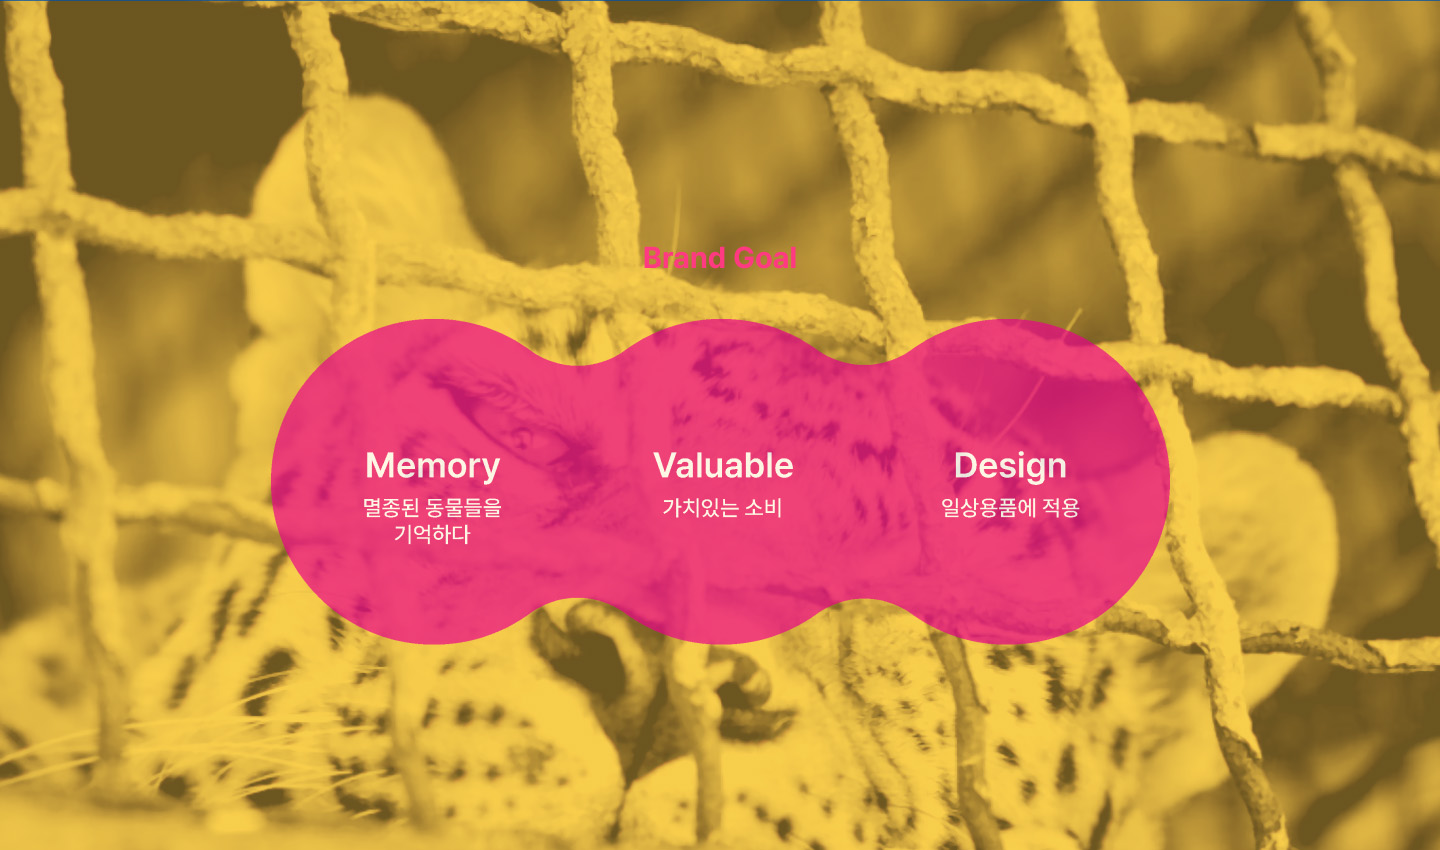 Brand Goal
Memory
멸종된 동물들을
기억하다
Valuable
가치있는 소비
Design
일상용품에 적용